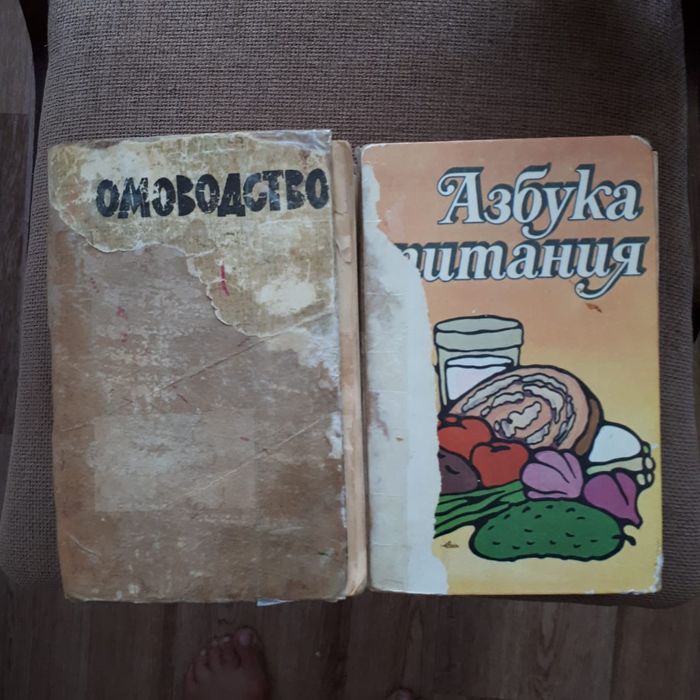 омоводство
Азбука
питания